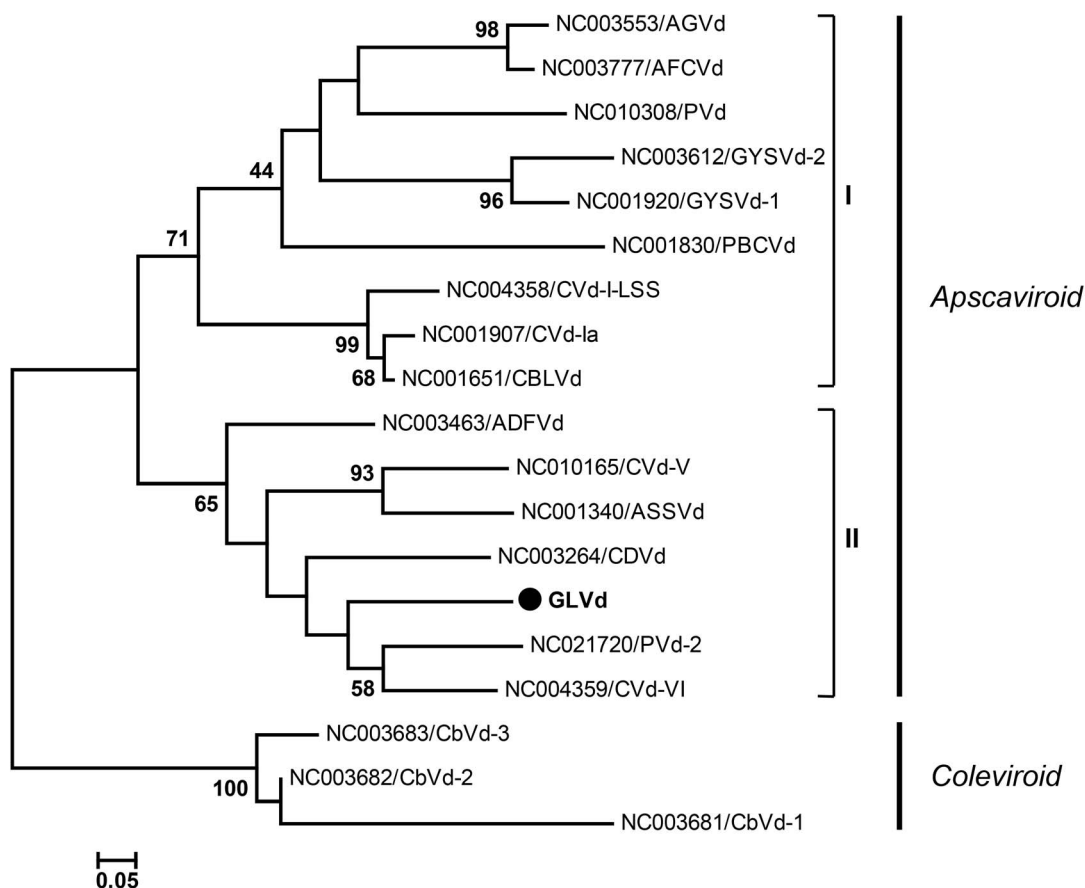 98
NC003553/AGVd
NC003777/AFCVd
NC010308/PVd
NC003612/GYSVd-2
44
96
NC001920/GYSVd-1
I
71
NC001830/PBCVd
NC004358/CVd-I-LSS
Apscaviroid
NC001907/CVd-Ia
99
68
NC001651/CBLVd
NC003463/ADFVd
93
NC010165/CVd-V
65
NC001340/ASSVd
II
NC003264/CDVd
GLVd
NC021720/PVd-2
58
NC004359/CVd-VI
NC003683/CbVd-3
NC003682/CbVd-2
Coleviroid
100
NC003681/CbVd-1
0.05